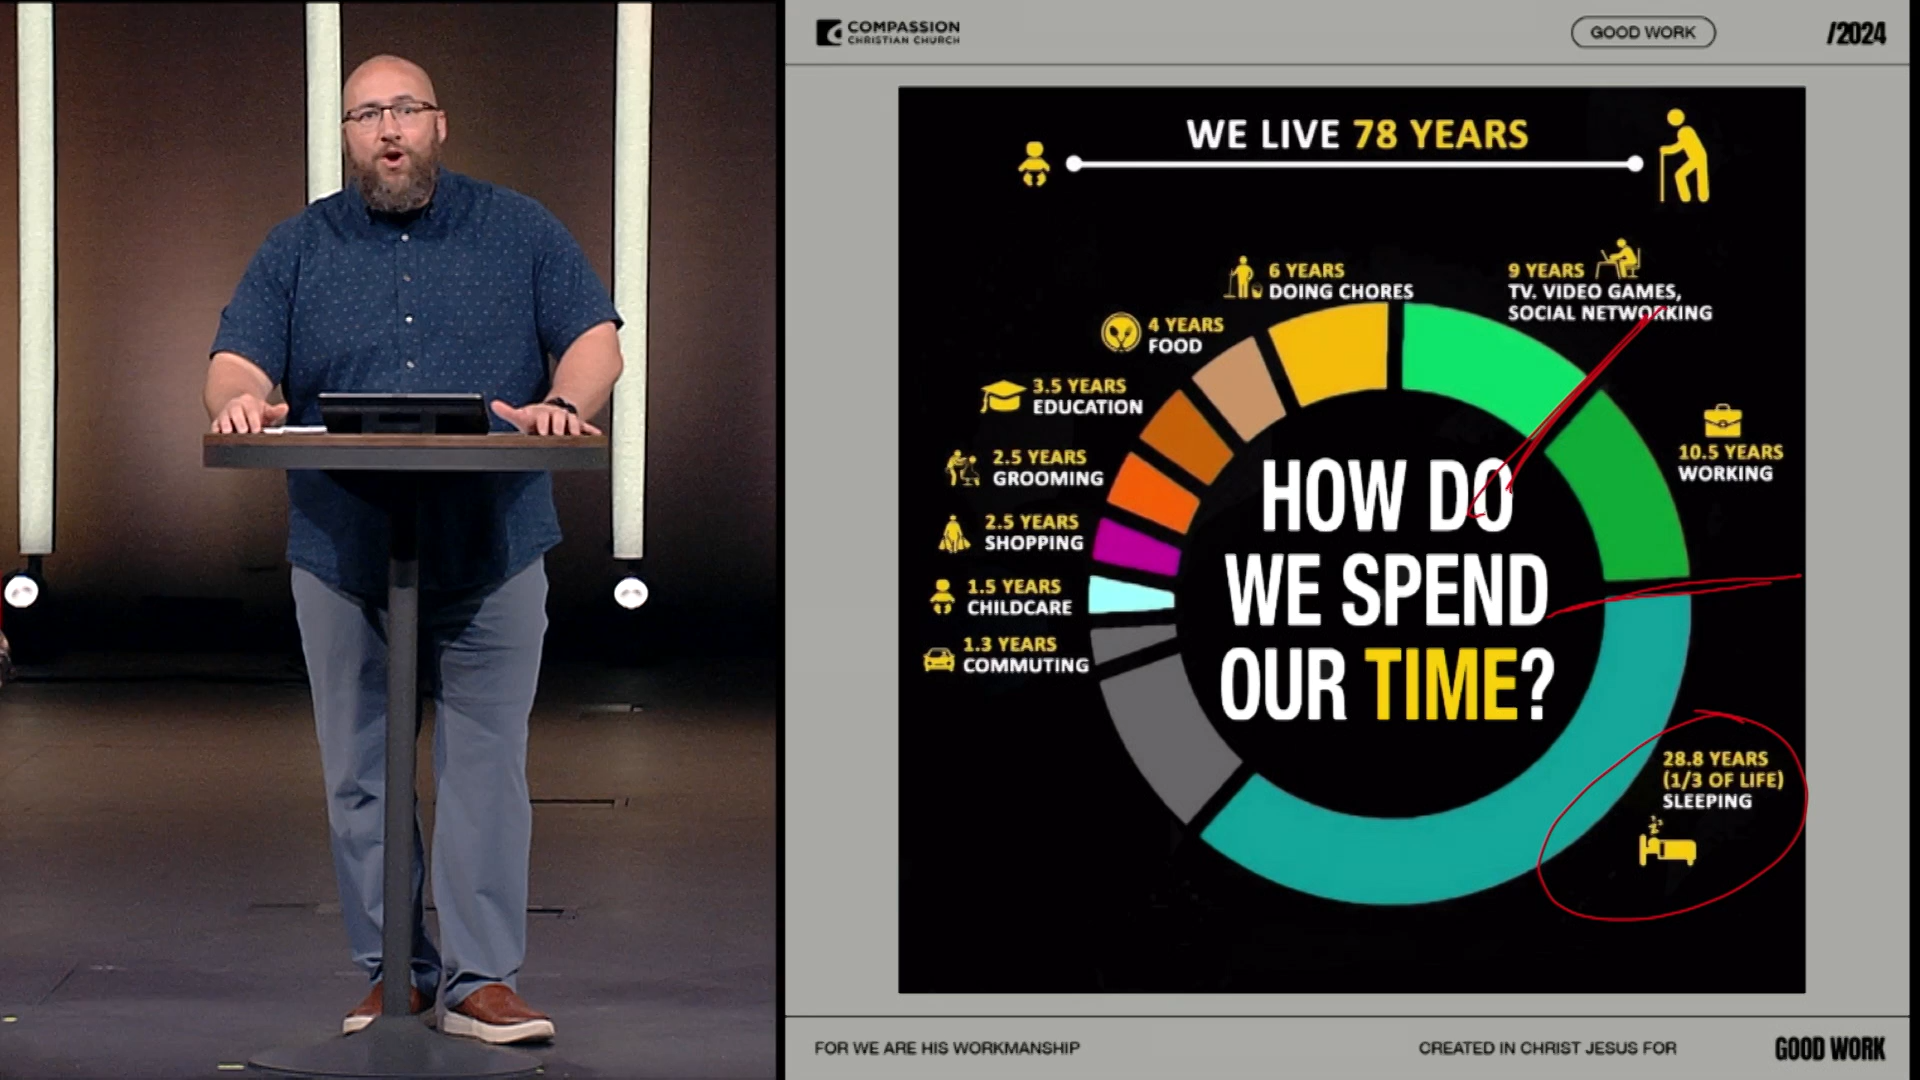 COMPASSION
CHRISTIAN CHURCH
GOOD WORK
/2024
WE LIVE 78 YEARS
6 YEARS
DOING CHORES
9 YEARS
TV. VIDEO GAMES,
SOCIAL NETWORKING
4 YEARS
FOOD
3.5 YEARS
EDUCATION
10.5 YEARS
WORKING
2.5 YEARS
GROOMING
2.5 YEARS
SHOPPING
1.5 YEARS
CHILDCARE
1.3 YEARS
COMMUTING
HOW DO
WE SPEND
OUR TIME?
28.8 YEARS
(1/3 OF LIFE)
SLEEPING
FOR WE ARE HIS WORKMANSHIP
CREATED IN CHRIST JESUS FOR
GOOD WORK